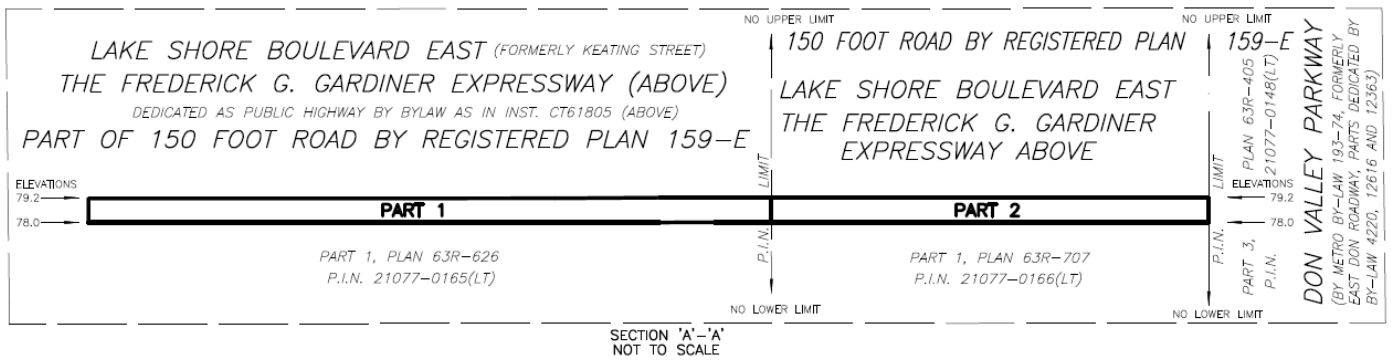 NO UPPER LIMIT
NO UPPER LIMIT
LAKE SHORE BOULEVARD EAST (FORMERLY KEATING STREET)
THE FREDERICK G. GARDINER EXPRESSWAY (ABOVE)
DEDICATED AS PUBLIC HIGHWAY BY BYLAW AS IN INST. CT61805 (ABOVE)
PART OF 150 FOOT ROAD BY REGISTERED PLAN 159-E
150 FOOT ROAD BY REGISTERED PLAN 159-E
LAKE SHORE BOULEVARD EAST
THE FREDERICK G. GARDINER
EXPRESSWAY ABOVE
ELEVATIONS
79.2
78.0
PART 1
PART 2
ELEVATIONS
79.2
78.0
PART 1, PLAN 63R-626
P.I.N. 21077-0165(LT)
P.I.N. LIMIT
PART 1, PLAN 63R-707
P.I.N. 21077-0166(LT)
P.I.N. LIMIT
PART 3, PLAN 63R-405
P.I.N. 21077-0148(LT)
DON VALLEY PARKWAY
(BY METRO BY-LAW 193-74, FORMERLY
EAST DON ROADWAY, PARTS DEDICATED BY
BY-LAW 4220, 12616 AND 12363)
NO LOWER LIMIT
NO LOWER LIMIT
SECTION 'A'-'A'
NOT TO SCALE